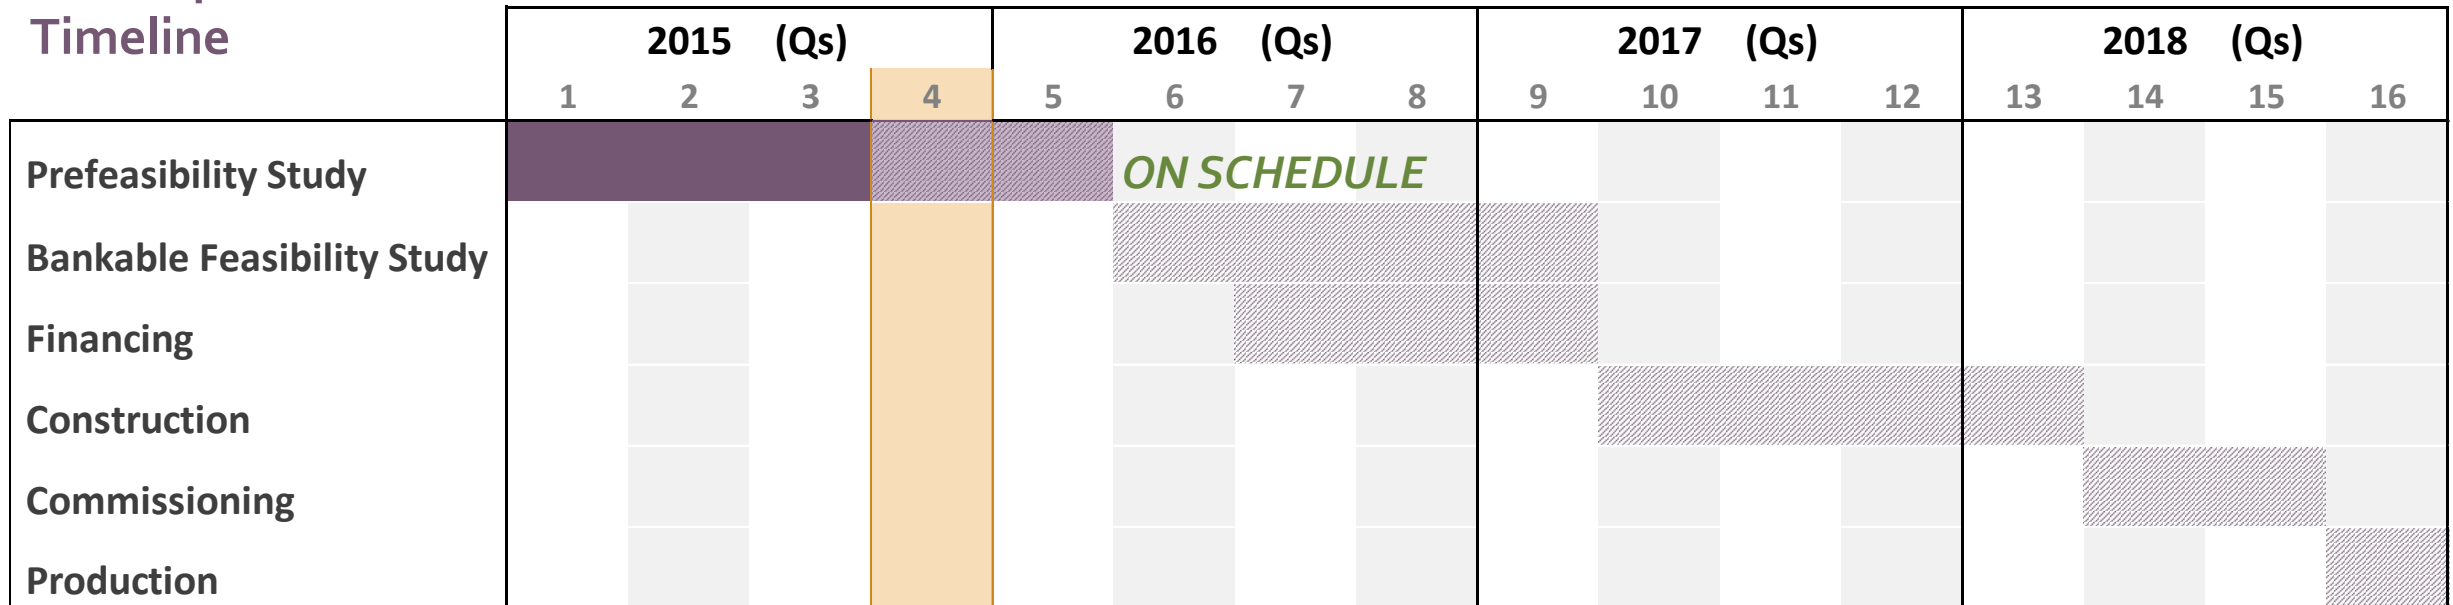 Timeline
2015 (Qs) 2016 (Qs) 2017 (Qs) 2018 (Qs)
1 2 3 4 5 6 7 8 9 10 11 12 13 14 15 16
Prefeasibility Study ON SCHEDULE
Bankable Feasibility Study
Financing
Construction
Commissioning
Production